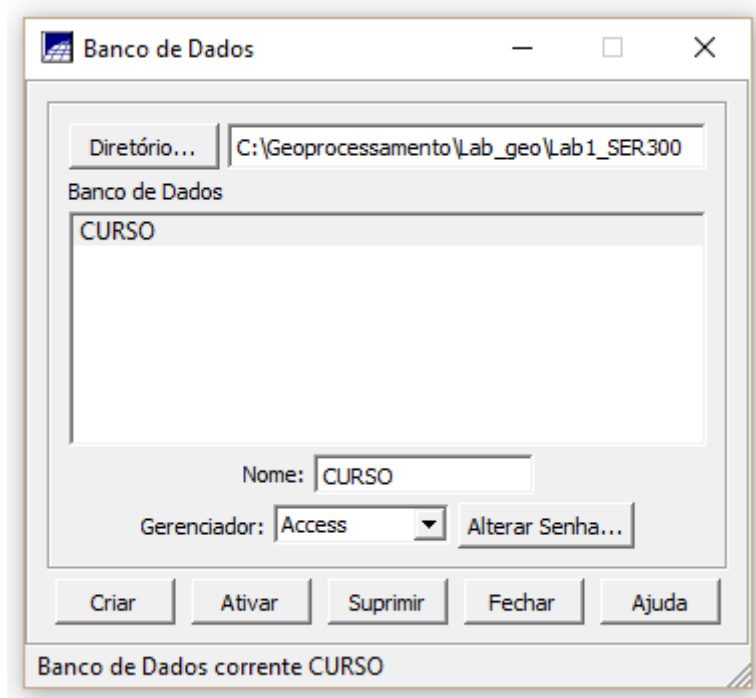 Banco de Dados
Diretório... C:\Geoprocessamento\Lab_geo\Lab1_SER300
Banco de Dados
CURSO
Nome: CURSO
Gerenciador: Access Alterar Senha...
Criar Ativar Suprimir Fechar Ajuda
Banco de Dados corrente CURSO